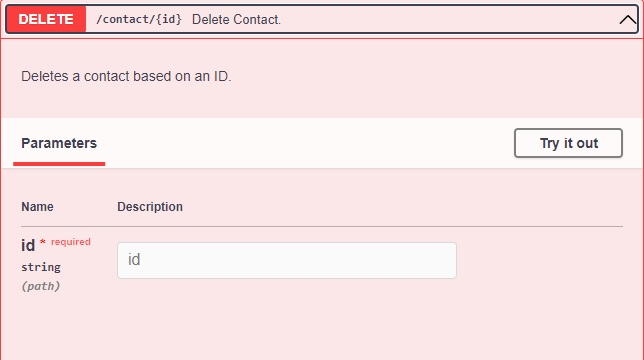 DELETE /contact/{id} Delete Contact.
Deletes a contact based on an ID.
Parameters Try it out
Name Description
id * required
string
(path)
id